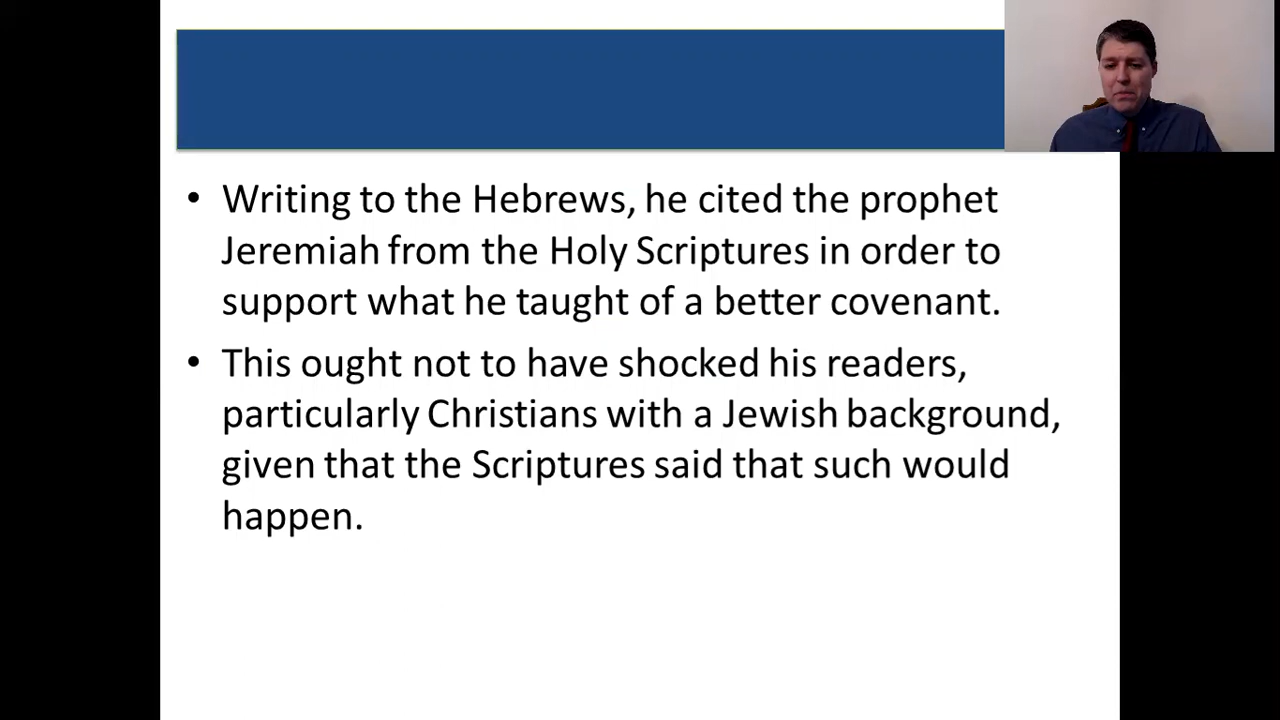 • Writing to the Hebrews, he cited the prophet
Jeremiah from the Holy Scriptures in order to
support what he taught of a better covenant.
• This ought not to have shocked his readers,
particularly Christians with a Jewish background,
given that the Scriptures said that such would
happen.